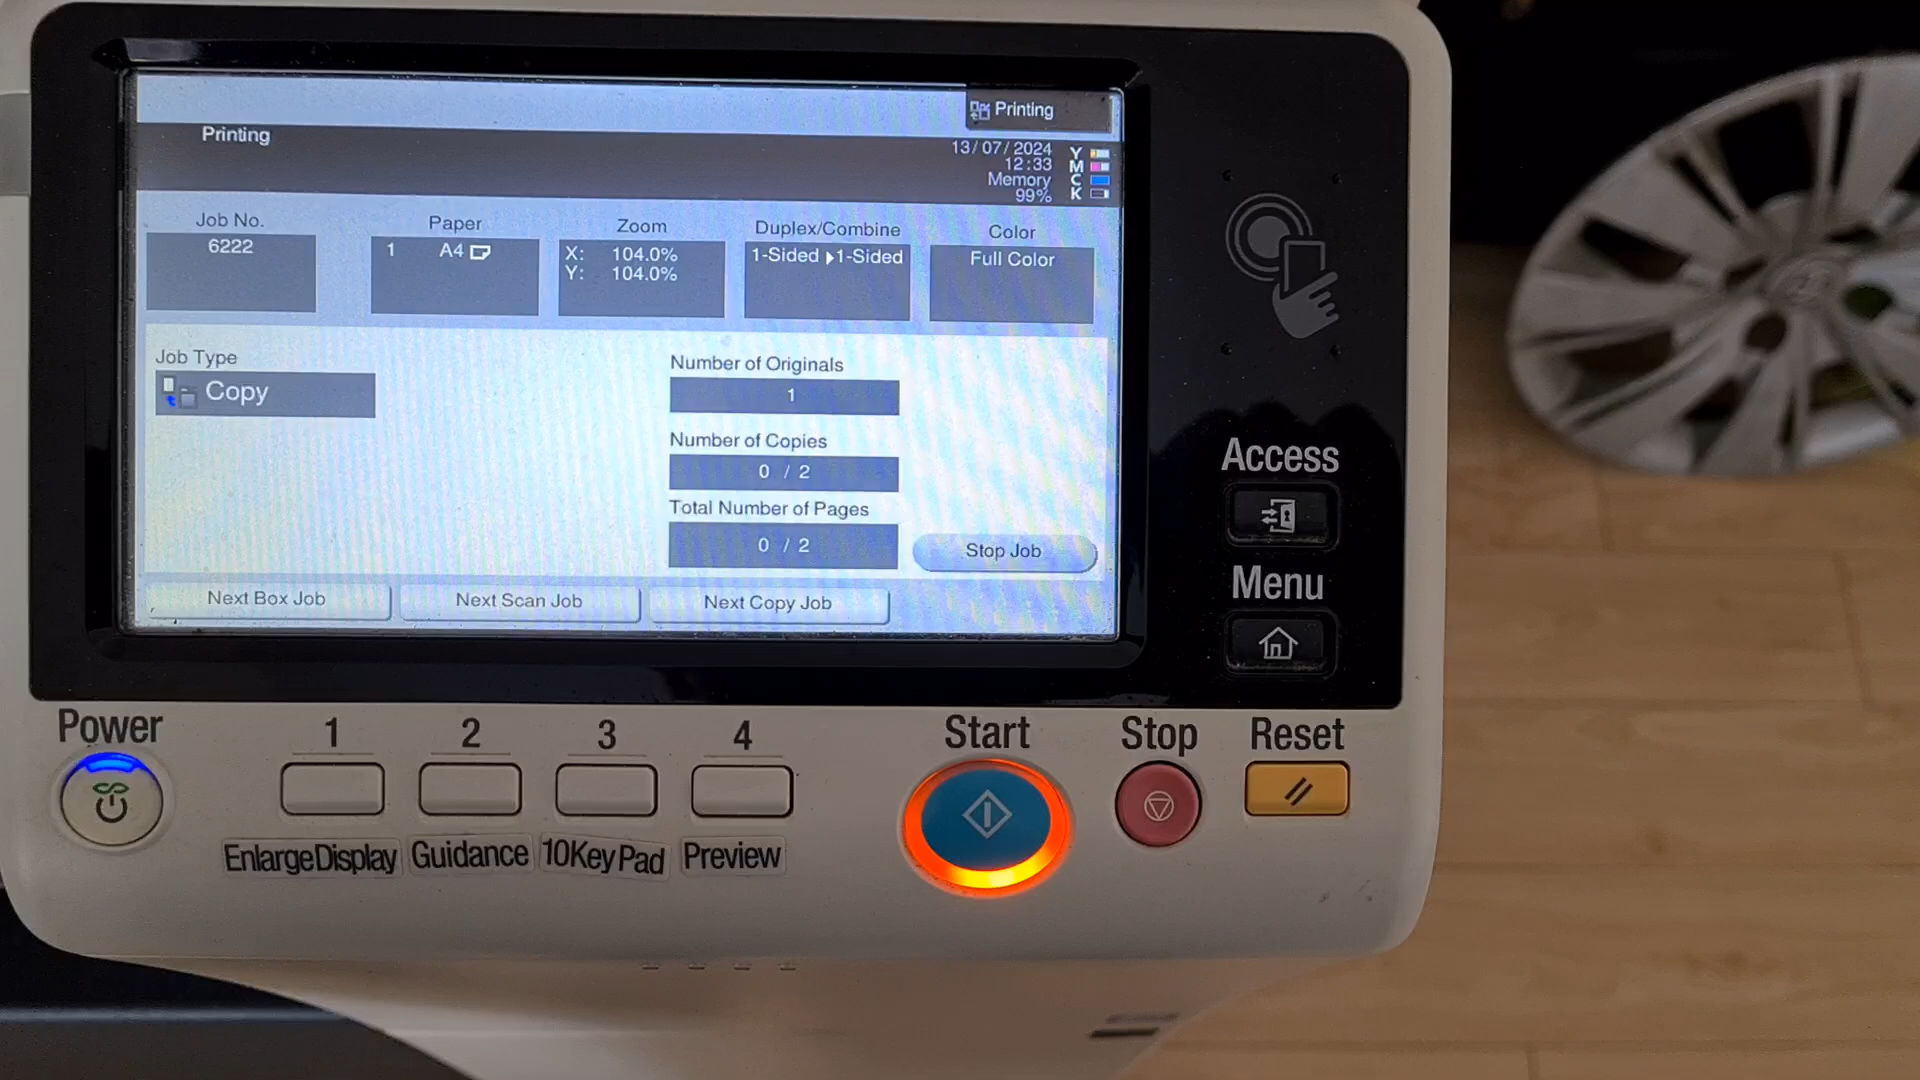 Printing
Printing
13/07/2024
12:33
Memory
99%
Y
M
C
K
Job No.
6222
Paper
1 A4
Zoom
X: 104.0%
Y: 104.0%
Duplex/Combine
1-Sided ▶1-Sided
Color
Full Color
Job Type
Copy
Number of Originals
1
Number of Copies
0 / 2
Total Number of Pages
0 / 2
Stop Job
Next Box Job
Next Scan Job
Next Copy Job
Access
Menu
Power
1
2
3
4
Start
Stop
Reset
EnlargeDisplay
Guidance
10KeyPad
Preview